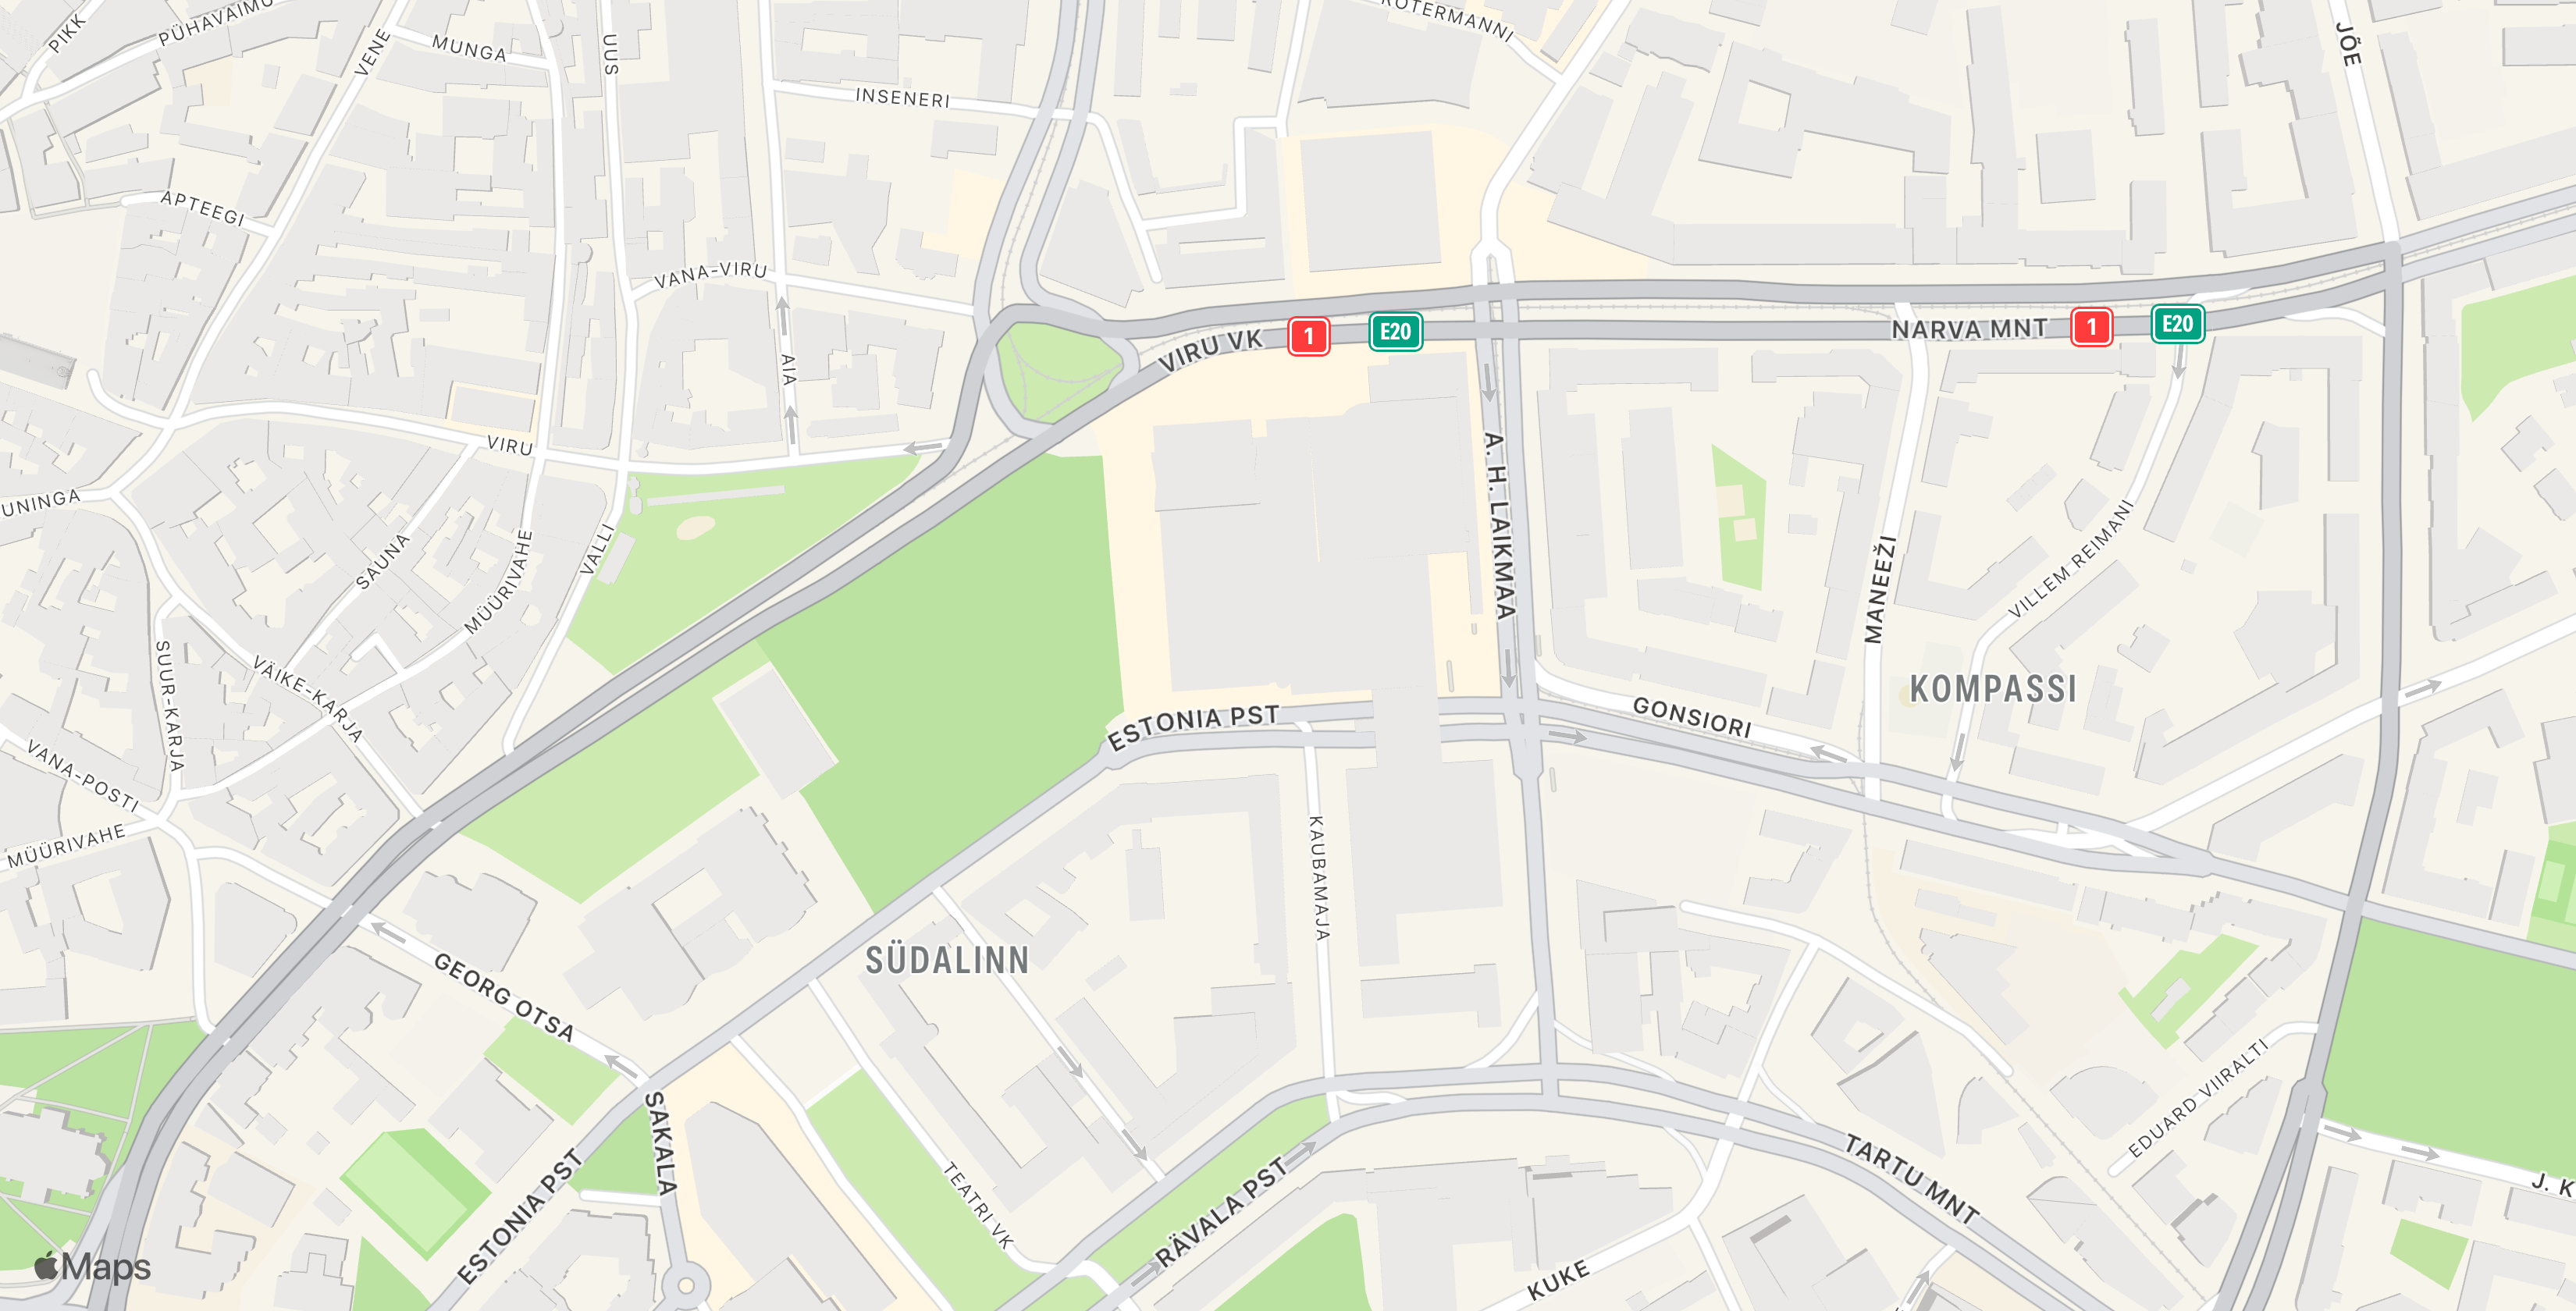 PIKK
PÜHAVAIMU
VENE
MUNGA
UUS
INSENERI
ROTERMANNI
JÕE
APTEEGI
VANA-VIRU
VIRU VK
1
E20
NARVA MNT
1
E20
AIA
VIRU
A. H. LAIKMAA
UNINGA
SAUNA
MÜÜRIVAHE
VALLI
MANEEŽI
VILLEM REIMANI
SUUR-KARJA
VÄIKE-KARJA
KOMPASSI
ESTONIA PST
GONSIORI
VANA-POSTI
MÜÜRIVAHE
KAUBAMAJA
SÜDALINN
GEORG OTSA
SAKALA
EDUARD VIIRALTI
ESTONIA PST
TEATRI VK
RÄVALA PST
TARTU MNT
J. K
KUKE
Maps